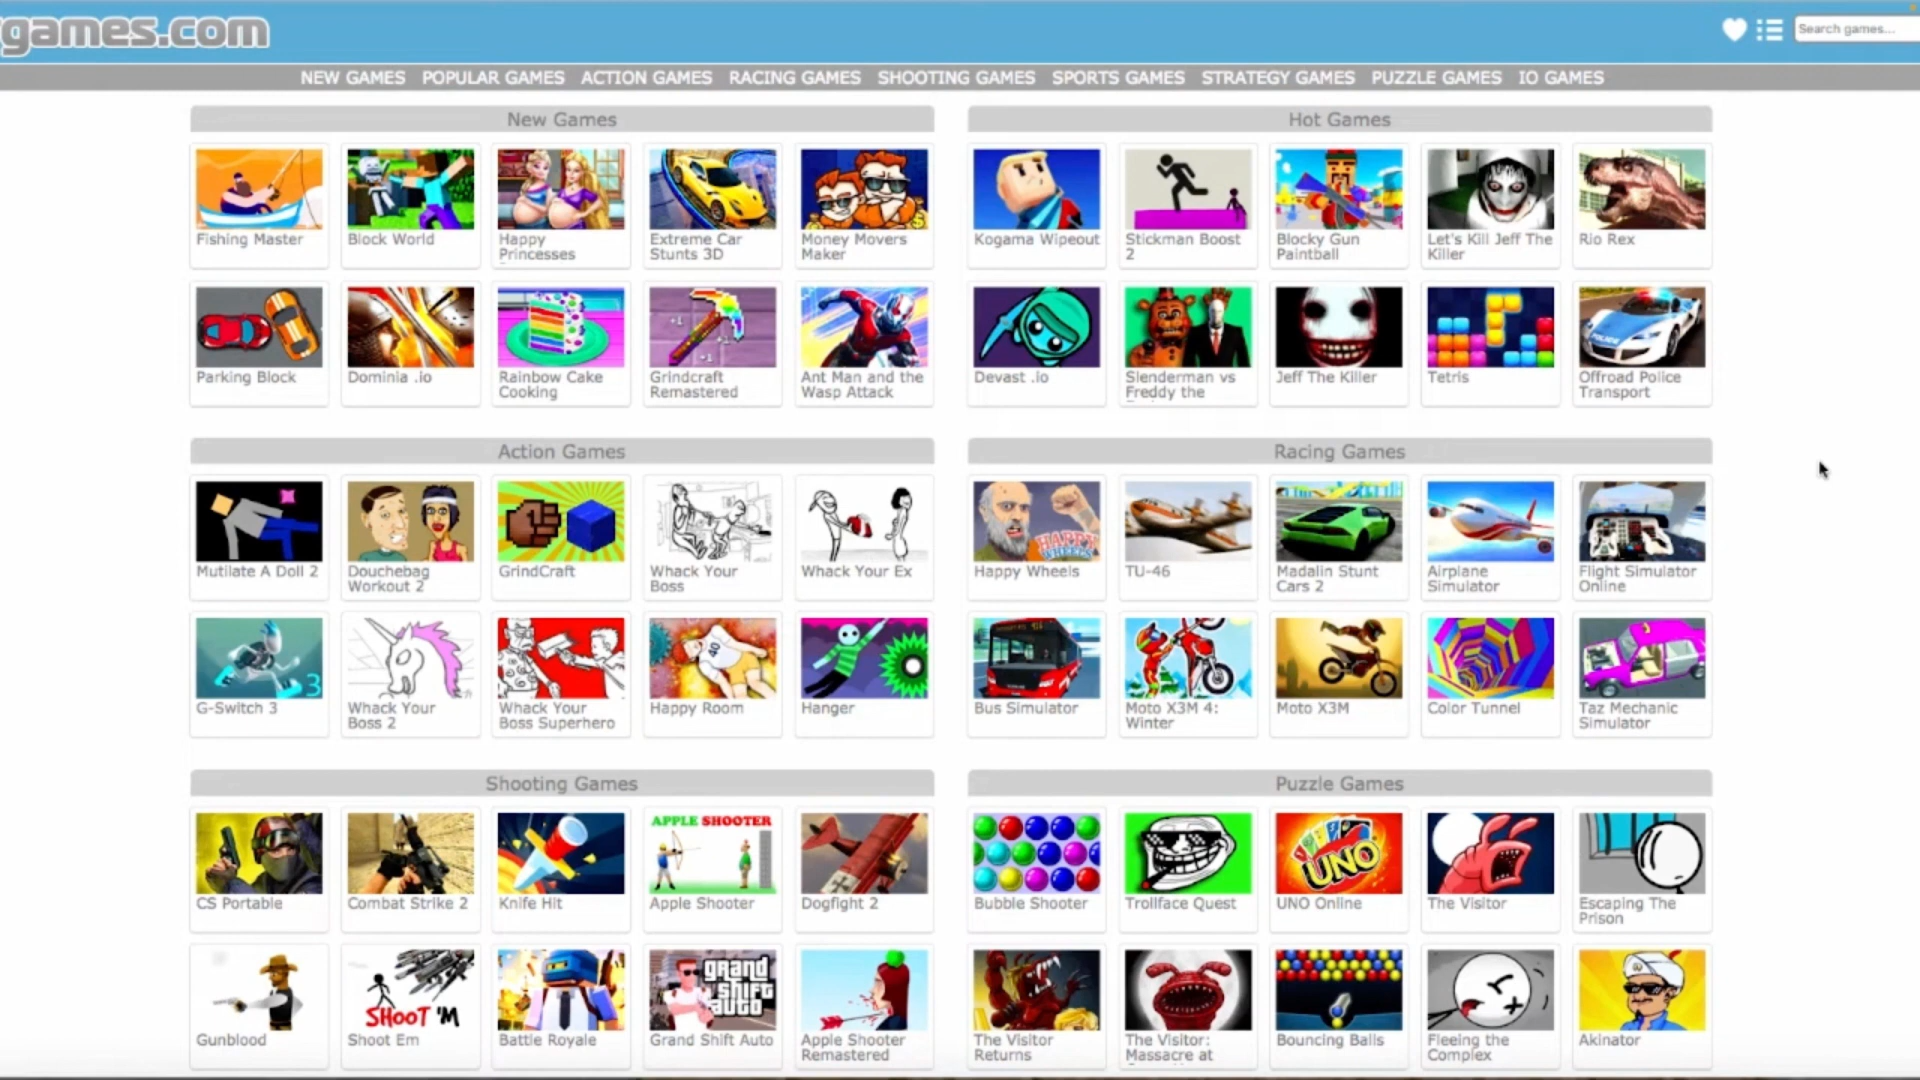 games.com
Search games...
NEW GAMES POPULAR GAMES ACTION GAMES RACING GAMES SHOOTING GAMES SPORTS GAMES STRATEGY GAMES PUZZLE GAMES IO GAMES
New Games
Fishing Master
Block World
Happy
Princesses
Extreme Car
Stunts 3D
Money Movers
Maker
Parking Block
Dominia .io
Rainbow Cake
Cooking
+1
+1
+1
Grindcraft
Remastered
Ant Man and the
Wasp Attack
Hot Games
Kogama Wipeout
Stickman Boost
2
Blocky Gun
Paintball
Let's Kill Jeff The
Killer
Rio Rex
Devast .io
Slenderman vs
Freddy the
Jeff The Killer
Tetris
POLICE
Offroad Police
Transport
Action Games
Mutilate A Doll 2
Douchebag
Workout 2
GrindCraft
Whack Your
Boss
Whack Your Ex
3
G-Switch 3
Whack Your
Boss 2
Whack Your
Boss Superhero
40
Happy Room
Hanger
Racing Games
HAPPY
WHEELS
Happy Wheels
TU-46
Madalin Stunt
Cars 2
Airplane
Simulator
Flight Simulator
Online
Bus Simulator
Moto X3M 4:
Winter
Moto X3M
Color Tunnel
Taz Mechanic
Simulator
Shooting Games
CS Portable
Combat Strike 2
Knife Hit
APPLE SHOOTER
Apple Shooter
Dogfight 2
Gunblood
SHOOT 'M
Shoot Em
Battle Royale
grand
shift
auto
Grand Shift Auto
Apple Shooter
Remastered
Puzzle Games
Bubble Shooter
Trollface Quest
UNO
UNO Online
The Visitor
Escaping The
Prison
The Visitor
Returns
The Visitor:
Massacre at
Bouncing Balls
Fleeing the
Complex
Akinator